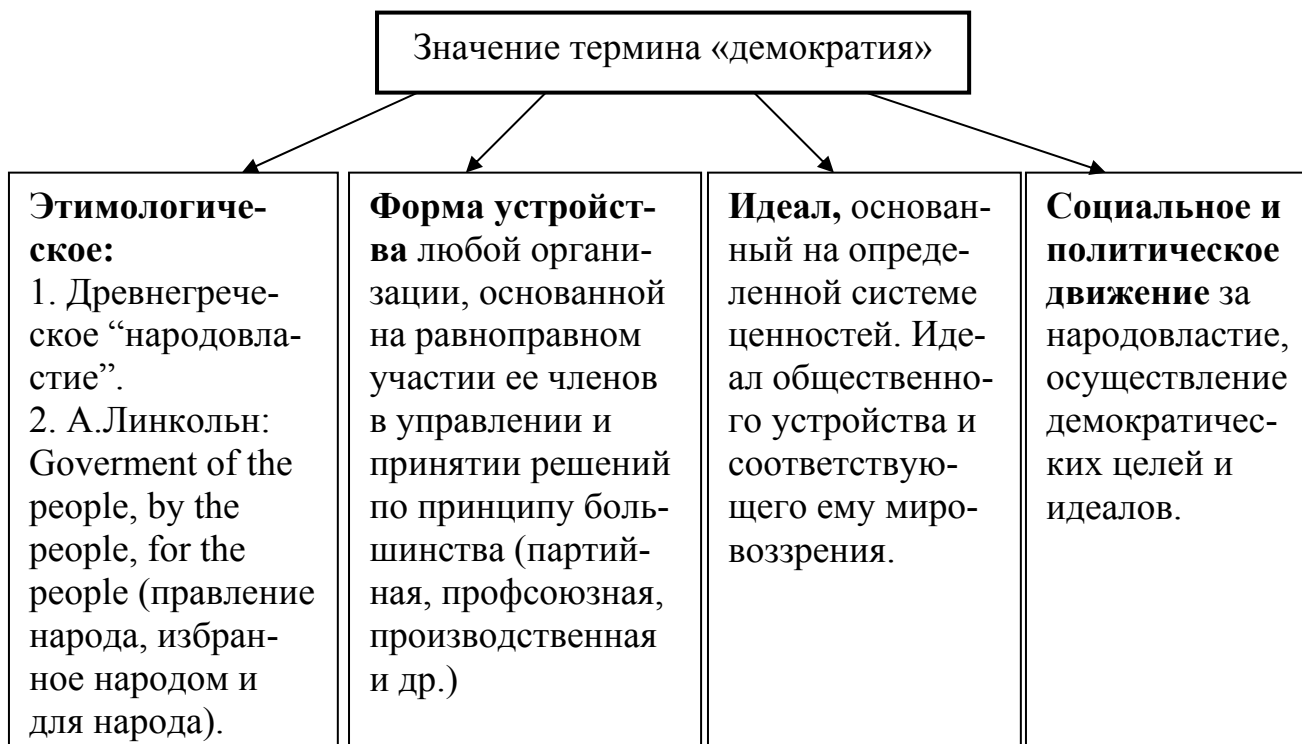 Значение термина «демократия»
Этимологиче-
ское:
1. Древнегрече-
ское “народовла-
стие”.
2. А.Линкольн:
Goverment of the
people, by the
people, for the
people (правление
народа, избран-
ное народом и
для народа).
Форма устройст-
ва любой органи-
зации, основанной
на равноправном
участии ее членов
в управлении и
принятии решений
по принципу боль-
шинства (партий-
ная, профсоюзная,
производственная
и др.)
Идеал, основан-
ный на опреде-
ленной системе
ценностей. Иде-
ал общественно-
го устройства и
соответствую-
щего ему миро-
воззрения.
Социальное и
политическое
движение за
народовластие,
осуществление
демократичес-
ких целей и
идеалов.